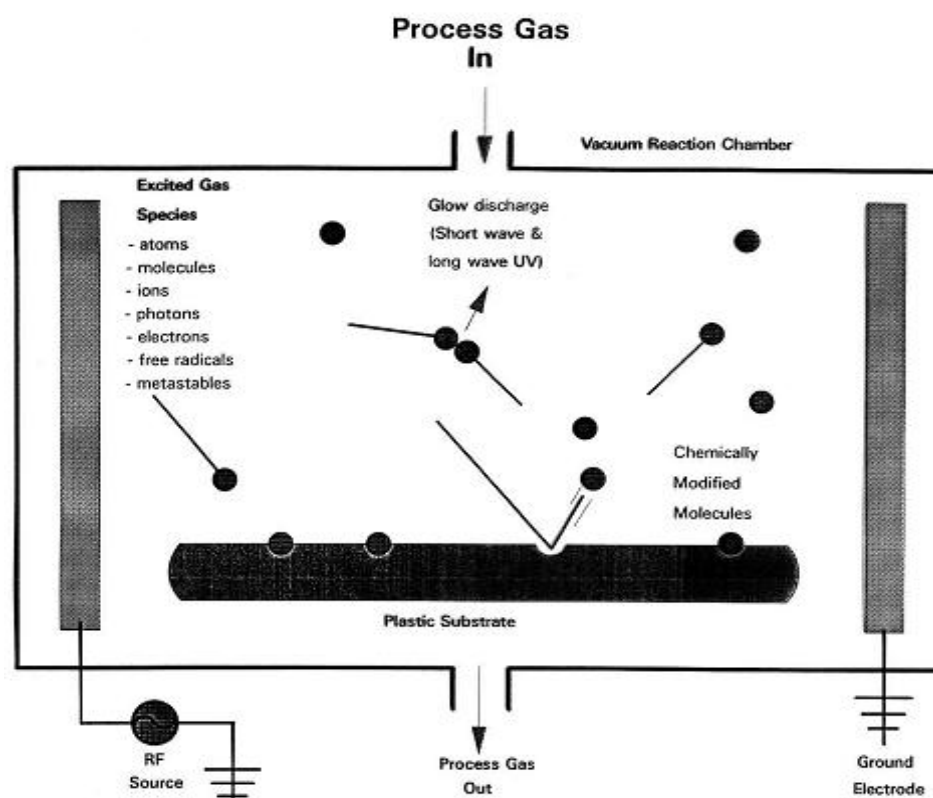 Process Gas
In
Vacuum Reaction Chamber
Excited Gas
Species
- atoms
- molecules
- ions
- photons
- electrons
- free radicals
- metastables
Glow discharge
(Short wave &
long wave UV)
Chemically
Modified
Molecules
Plastic Substrate
RF
Source
Process Gas
Out
Ground
Electrode